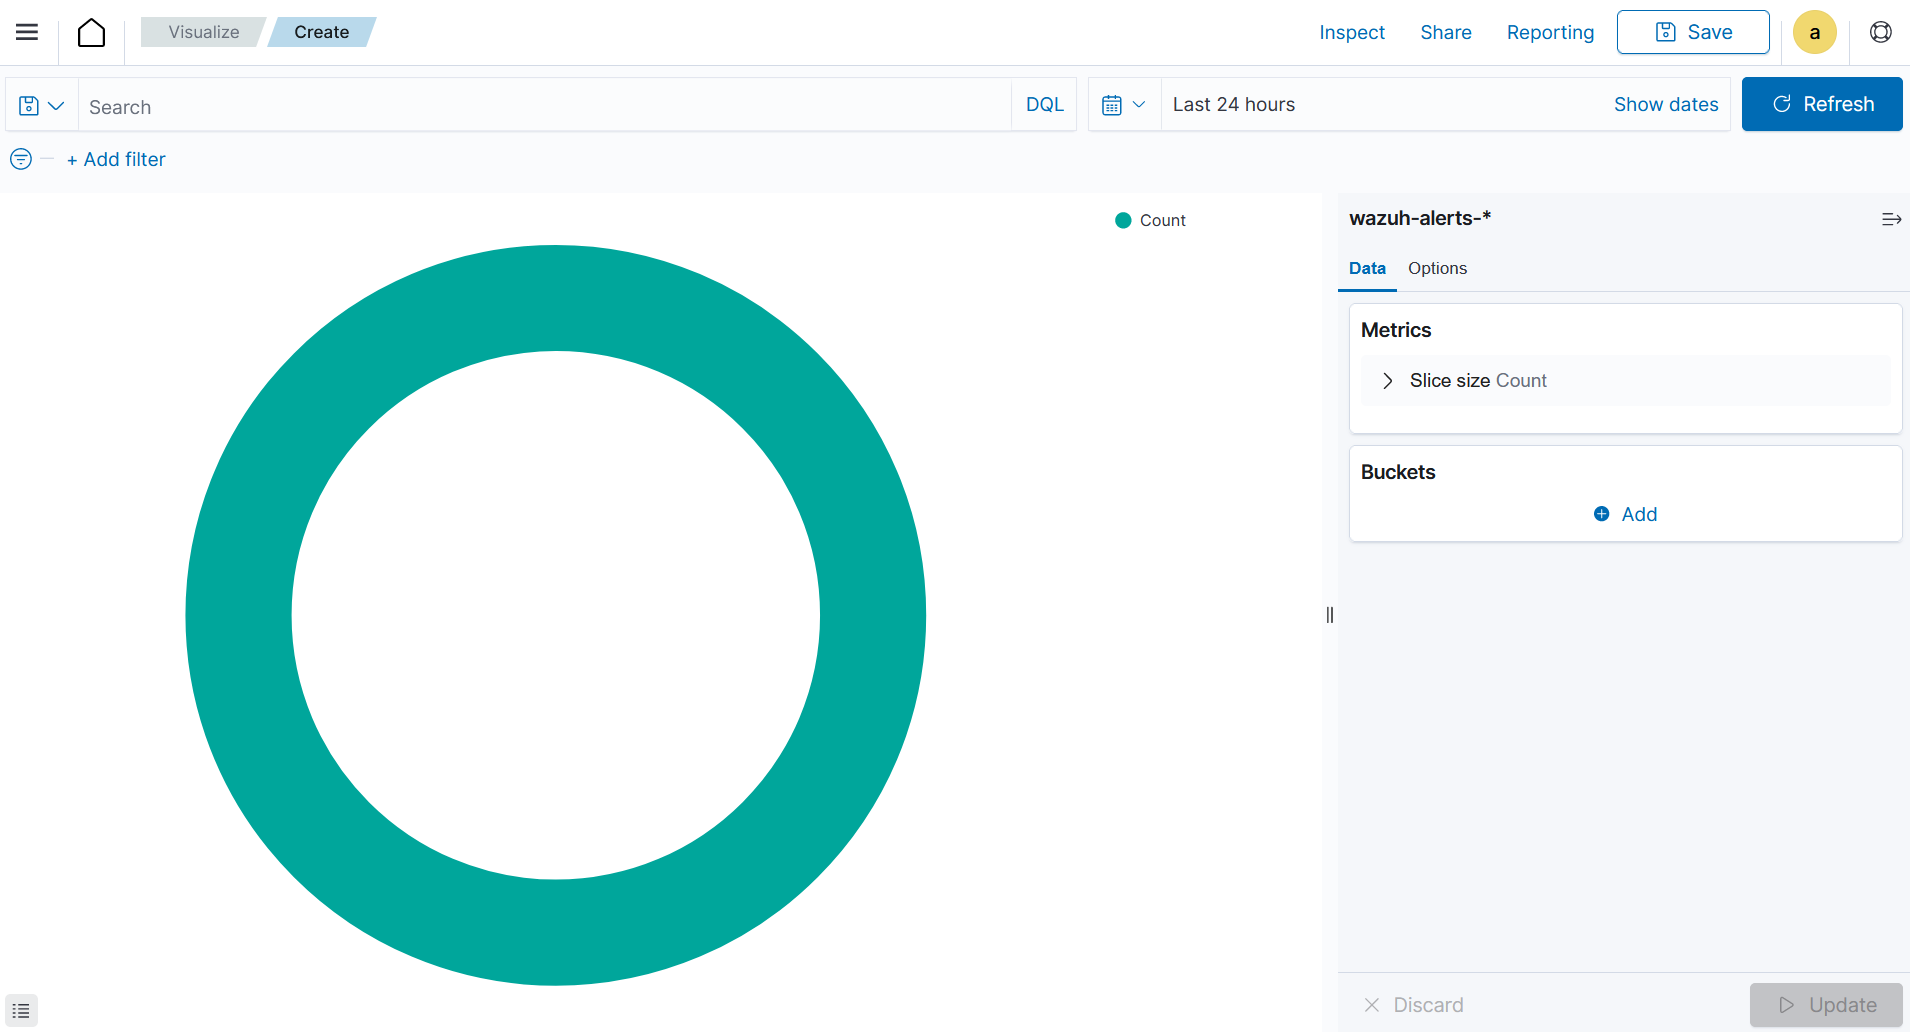 Visualize Create Inspect Share Reporting Save a
Search DQL Last 24 hours Show dates Refresh
+ Add filter
Count
wazuh-alerts-*
Data Options
Metrics
Slice size Count
Buckets
Add
Discard Update